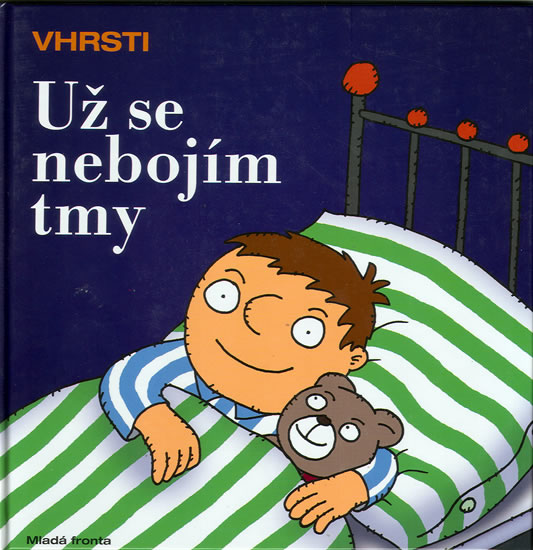 VHRSTI
Už se
nebojím
tmy
Mladá fronta